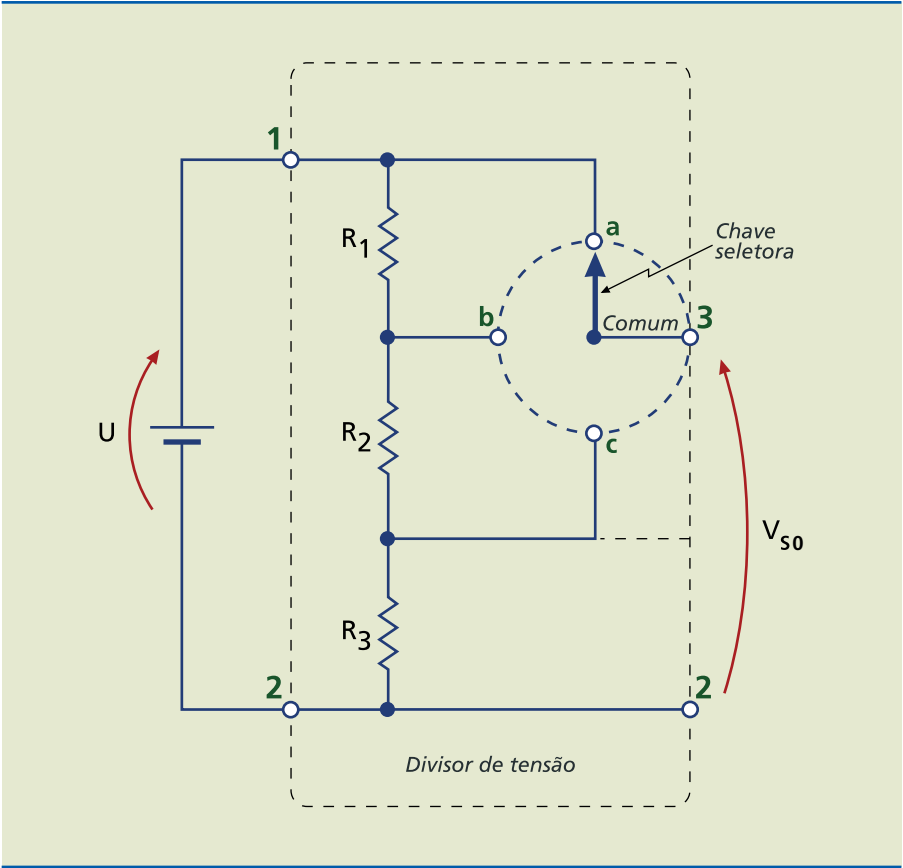 1
a
Chave
seletora
R1
b
Comum
3
U
R2
c
VS0
R3
2
2
Divisor de tensão